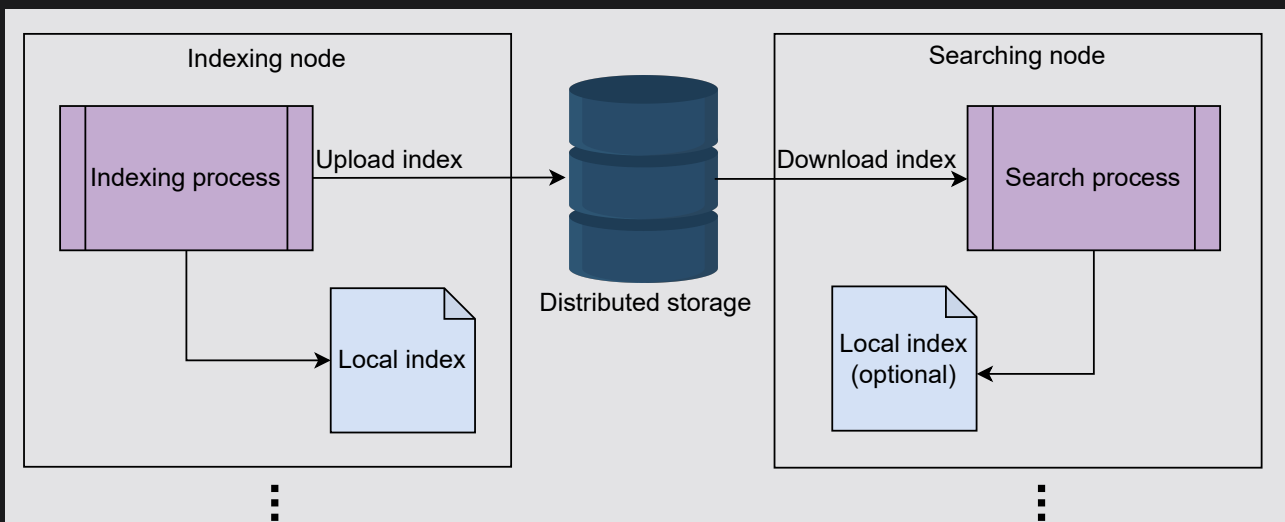 Indexing node
Searching node
Indexing process
Upload index
Download index
Search process
Distributed storage
Local index
Local index
(optional)